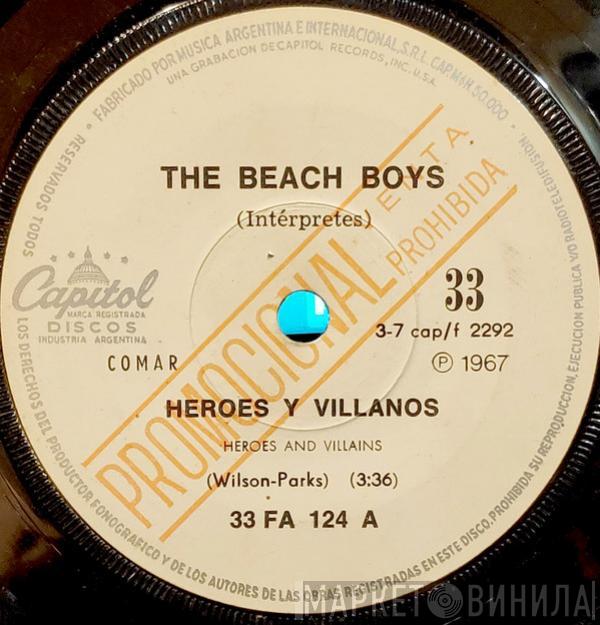 FABRICADO POR MUSICA ARGENTINA E INTERNACIONAL, S.R.L. CAP. M$N 50.000 -
UNA GRABACION DE CAPITOL RECORDS, INC. U.S.A.
RESERVADOS TODOS
LOS DERECHOS DEL PRODUCTOR FONOGRAFICO Y DE LOS AUTORES DE LAS OBRAS REGISTRADAS EN ESTE DISCO. PROHIBIDA SU REPRODUCCION, EJECUCION PUBLICA Y/O RADIOTELEDIFUSION.
THE BEACH BOYS
(Intérpretes)
PROMOCIONAL
VENTA
PROHIBIDA
Capitol
MARCA REGISTRADA
DISCOS
INDUSTRIA ARGENTINA
COMAR
33
3-7 cap/f 2292
℗ 1967
HEROES Y VILLANOS
HEROES AND VILLAINS
(Wilson-Parks) (3:36)
33 FA 124 A
МАРКЕТ ВИНИЛА